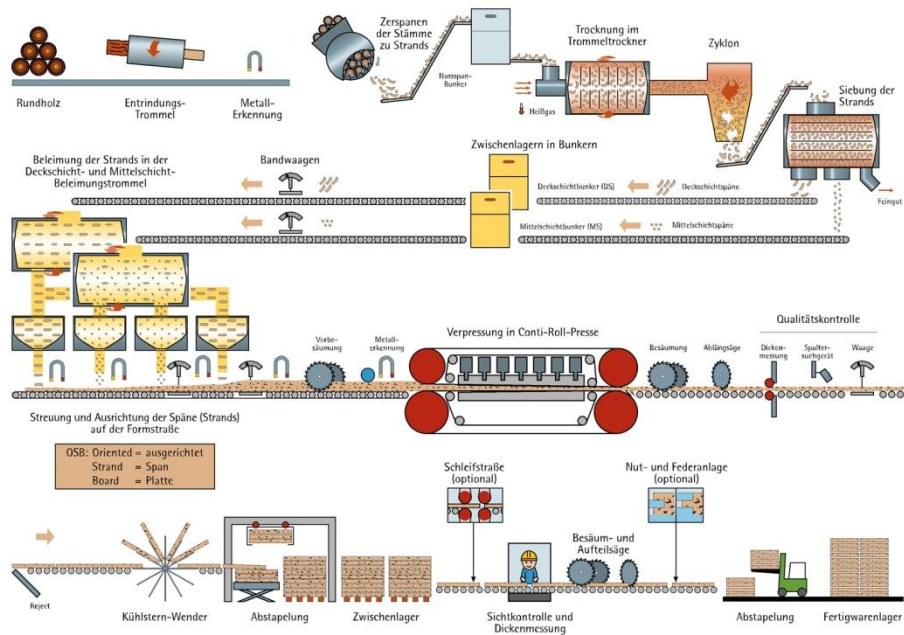 Rundholz
Entrindungs-
Trommel
Metall-
Erkennung
Zerspanen
der Stämme
zu Strands
Nassspan-
Bunker
Trocknung im
Trommeltrockner
Heißgas
Zyklon
Siebung der
Strands
Feingut
Beleimung der Strands in der
Deckschicht- und Mittelschicht-
Beleimungstrommel
Bandwaagen
Zwischenlagern in Bunkern
Deckschichtbunker (DS)
Deckschichtspäne
Mittelschichtbunker (MS)
Mittelschichtspäne
Vorbe-
säumung
Metall-
erkennung
Verpressung in Conti-Roll-Presse
Besäumung
Ablängsäge
Qualitätskontrolle
Dicken-
messung
Spalter-
suchgerät
Waage
Streuung und Ausrichtung der Späne (Strands)
auf der Formstraße
OSB: Oriented = ausgerichtet
Strand = Span
Board = Platte
Schleifstraße
(optional)
Nut- und Federanlage
(optional)
Besäum- und
Aufteilsäge
Reject
Kühlstern-Wender
Abstapelung
Zwischenlager
Sichtkontrolle und
Dickenmessung
Abstapelung
Fertigwarenlager